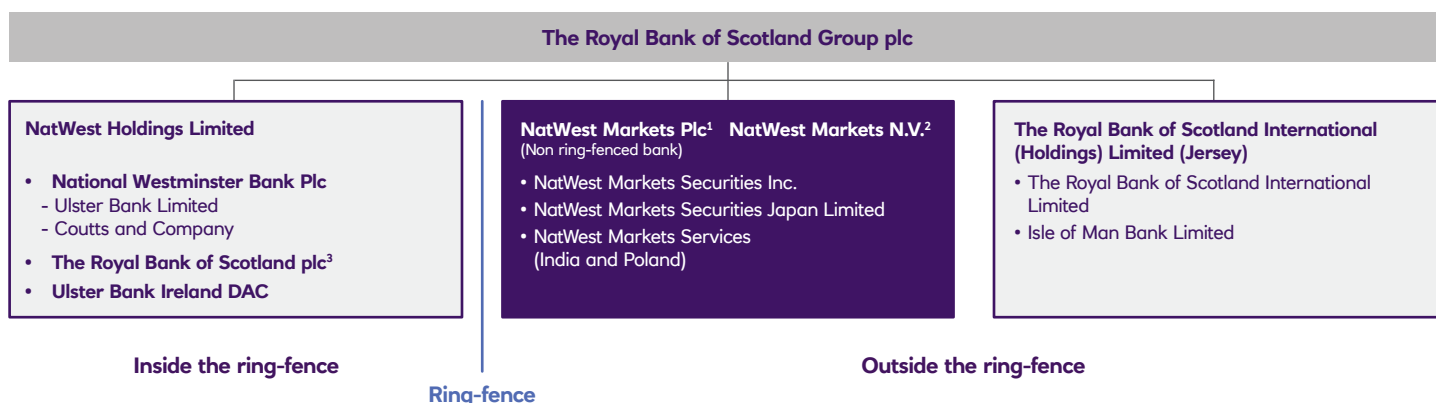 The Royal Bank of Scotland Group plc
NatWest Holdings Limited
• National Westminster Bank Plc
- Ulster Bank Limited
- Coutts and Company
• The Royal Bank of Scotland plc³
• Ulster Bank Ireland DAC
NatWest Markets Plc¹ NatWest Markets N.V.²
(Non ring-fenced bank)
• NatWest Markets Securities Inc.
• NatWest Markets Securities Japan Limited
• NatWest Markets Services
(India and Poland)
The Royal Bank of Scotland International
(Holdings) Limited (Jersey)
• The Royal Bank of Scotland International
Limited
• Isle of Man Bank Limited
Inside the ring-fence
Outside the ring-fence
Ring-fence